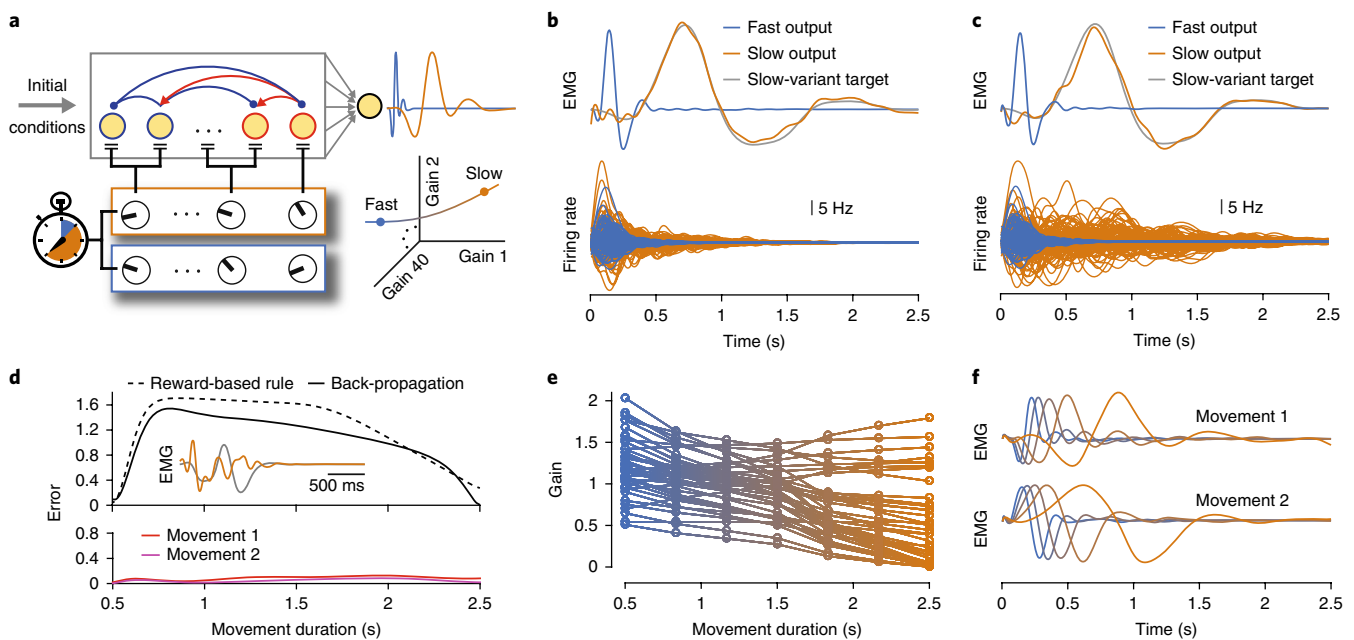 a
Initial
conditions
Fast
Slow
Gain 2
Gain 1
Gain 40
b
EMG
Fast output
Slow output
Slow-variant target
Firing rate
5 Hz
0 0.5 1 1.5 2 2.5
Time (s)
c
EMG
Fast output
Slow output
Slow-variant target
Firing rate
5 Hz
0 0.5 1 1.5 2 2.5
Time (s)
d
Reward-based rule Back-propagation
1.6
1.2
0.8
0.4
0
Error
EMG
500 ms
0.8
0.4
0
Movement 1
Movement 2
0.5 1 1.5 2 2.5
Movement duration (s)
e
Gain
2
1.5
1
0.5
0
0.5 1 1.5 2 2.5
Movement duration (s)
f
EMG
Movement 1
EMG
Movement 2
0 0.5 1 1.5 2 2.5
Time (s)